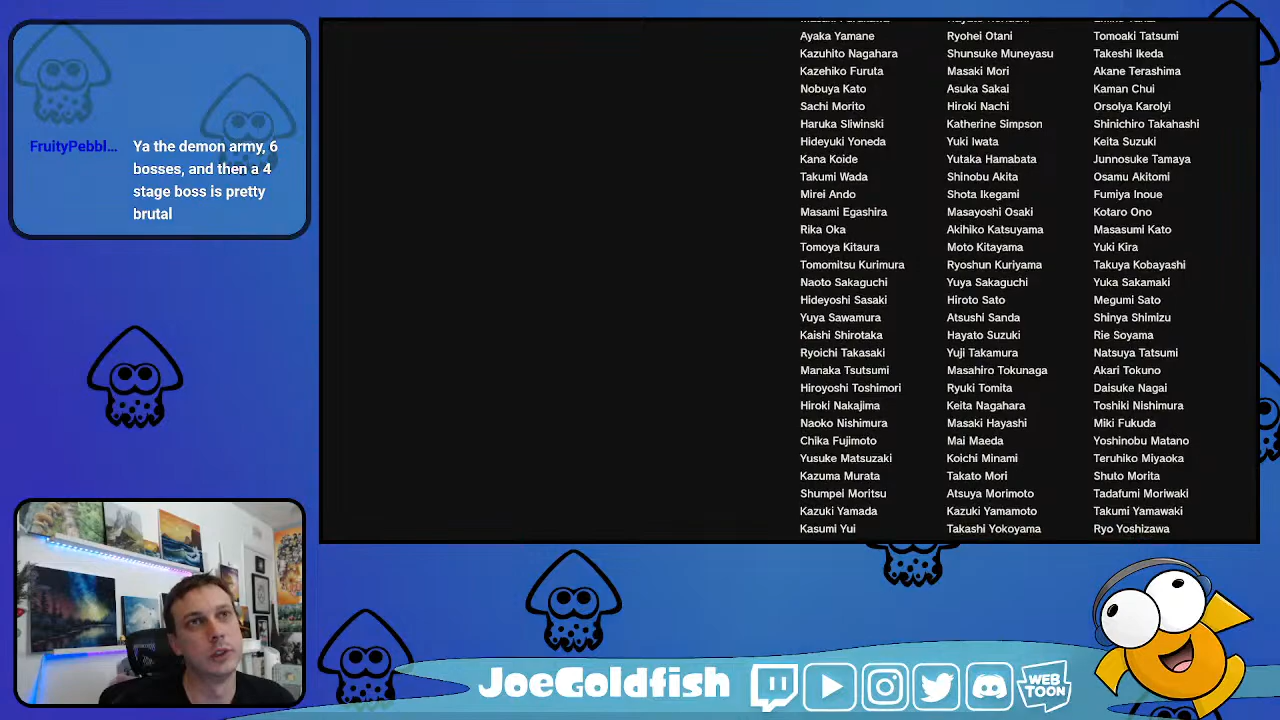 FruityPebbl... Ya the demon army, 6
bosses, and then a 4
stage boss is pretty
brutal
Ayaka Yamane Ryohei Otani Tomoaki Tatsumi
Kazuhito Nagahara Shunsuke Muneyasu Takeshi Ikeda
Kazehiko Furuta Masaki Mori Akane Terashima
Nobuya Kato Asuka Sakai Kaman Chui
Sachi Morito Hiroki Nachi Orsolya Karolyi
Haruka Sliwinski Katherine Simpson Shinichiro Takahashi
Hideyuki Yoneda Yuki Iwata Keita Suzuki
Kana Koide Yutaka Hamabata Junnosuke Tamaya
Takumi Wada Shinobu Akita Osamu Akitomi
Mirei Ando Shota Ikegami Fumiya Inoue
Masami Egashira Masayoshi Osaki Kotaro Ono
Rika Oka Akihiko Katsuyama Masasumi Kato
Tomoya Kitaura Moto Kitayama Yuki Kira
Tomomitsu Kurimura Ryoshun Kuriyama Takuya Kobayashi
Naoto Sakaguchi Yuya Sakaguchi Yuka Sakamaki
Hideyoshi Sasaki Hiroto Sato Megumi Sato
Yuya Sawamura Atsushi Sanda Shinya Shimizu
Kaishi Shirotaka Hayato Suzuki Rie Soyama
Ryoichi Takasaki Yuji Takamura Natsuya Tatsumi
Manaka Tsutsumi Masahiro Tokunaga Akari Tokuno
Hiroyoshi Toshimori Ryuki Tomita Daisuke Nagai
Hiroki Nakajima Keita Nagahara Toshiki Nishimura
Naoko Nishimura Masaki Hayashi Miki Fukuda
Chika Fujimoto Mai Maeda Yoshinobu Matano
Yusuke Matsuzaki Koichi Minami Teruhiko Miyaoka
Kazuma Murata Takato Mori Shuto Morita
Shumpei Moritsu Atsuya Morimoto Tadafumi Moriwaki
Kazuki Yamada Kazuki Yamamoto Takumi Yamawaki
Kasumi Yui Takashi Yokoyama Ryo Yoshizawa
JoeGoldfish
WEB
TOON